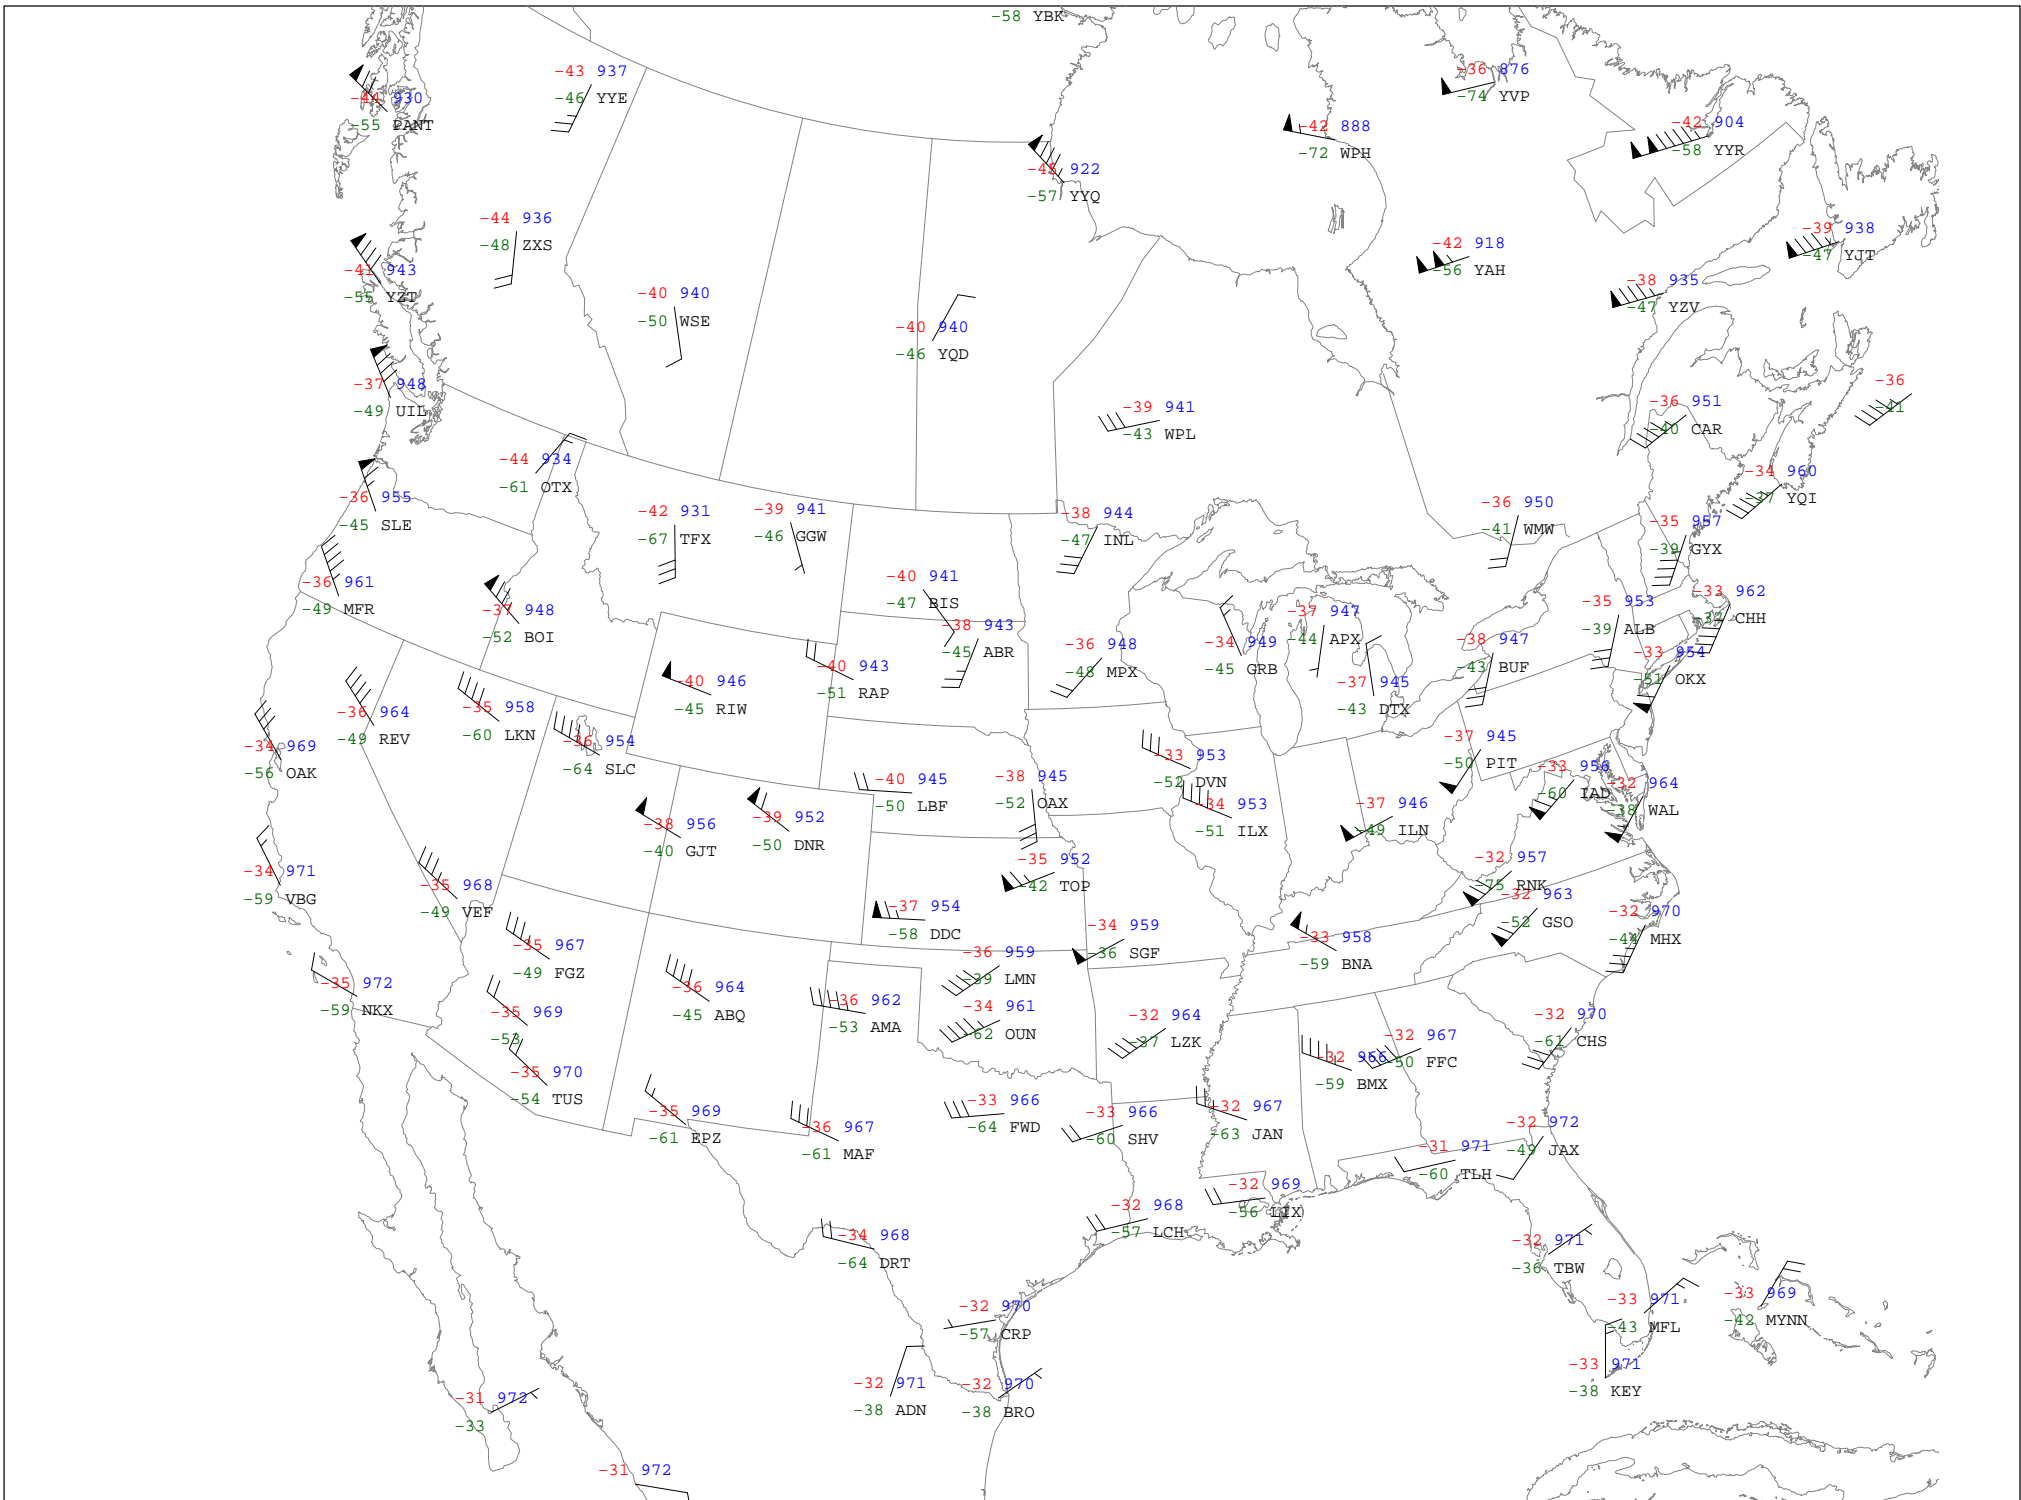 -58 YBK
-43 937
-46 YYE
-44 930
-55 PANT
-36 876
-74 YVP
-42 888
-72 WPH
-42 904
-58 YYR
-45 922
-57 YYQ
-44 936
-48 ZXS
-42 918
-56 YAH
-39 938
-47 YJT
-41 943
-55 YZT
-40 940
-50 WSE
-38 935
-47 YZV
-40 940
-46 YQD
-37 948
-49 UIL
-39 941
-43 WPL
-36
-41
-36 951
-40 CAR
-44 934
-61 OTX
-34 960
-37 YQI
-36 955
-45 SLE
-42 931
-67 TFX
-39 941
-46 GGW
-38 944
-47 INL
-36 950
-41 WMW
-35 957
-39 GYX
-36 961
-49 MFR
-37 948
-52 BOI
-40 941
-47 BIS
-38 943
-45 ABR
-36 948
-48 MPX
-34 949
-45 GRB
-37 947
-44 APX
-38 947
-43 BUF
-35 953
-39 ALB
-33 962
CHH
-33 954
-51 OKX
-40 946
-45 RIW
-40 943
-51 RAP
-37 945
-43 DTX
-36 964
-49 REV
-35 958
-60 LKN
-36 954
-64 SLC
-34 969
-56 OAK
-40 945
-50 LBF
-38 945
-52 OAX
-33 953
-52 DVN
-37 945
-50 PIT
-33 956
-60 IAD
-32 964
-38 WAL
-34 953
-51 ILX
-37 946
-49 ILN
-38 956
-40 GJT
-39 952
-50 DNR
-34 971
-59 VBG
-35 968
-49 VEF
-35 952
-42 TOP
-32 957
-75 RNK
-32 963
-52 GSO
-32 970
-44 MHX
-37 954
-58 DDC
-34 959
-36 SGF
-33 958
-59 BNA
-35 967
-49 FGZ
-36 959
-39 LMN
-35 972
-59 NKX
-36 964
-45 ABQ
-36 962
-53 AMA
-34 961
-62 OUN
-35 969
-53
-32 964
-37 LZK
-32 970
-61 CHS
-32 967
-50 FFC
-32 966
-59 BMX
-35 970
-54 TUS
-35 969
-61 EPZ
-36 967
-61 MAF
-33 966
-64 FWD
-33 966
-60 SHV
-32 967
-63 JAN
-32 972
-49 JAX
-31 971
-60 TLH
-32 969
-56 LIX
-32 968
-57 LCH
-34 968
-64 DRT
-32 971
-36 TBW
-32 970
-57 CRP
-33 971
-43 MFL
-33 969
-42 MYNN
-33 971
-38 KEY
-32 971
-38 ADN
-32 970
-38 BRO
-31 972
-33
-31 972